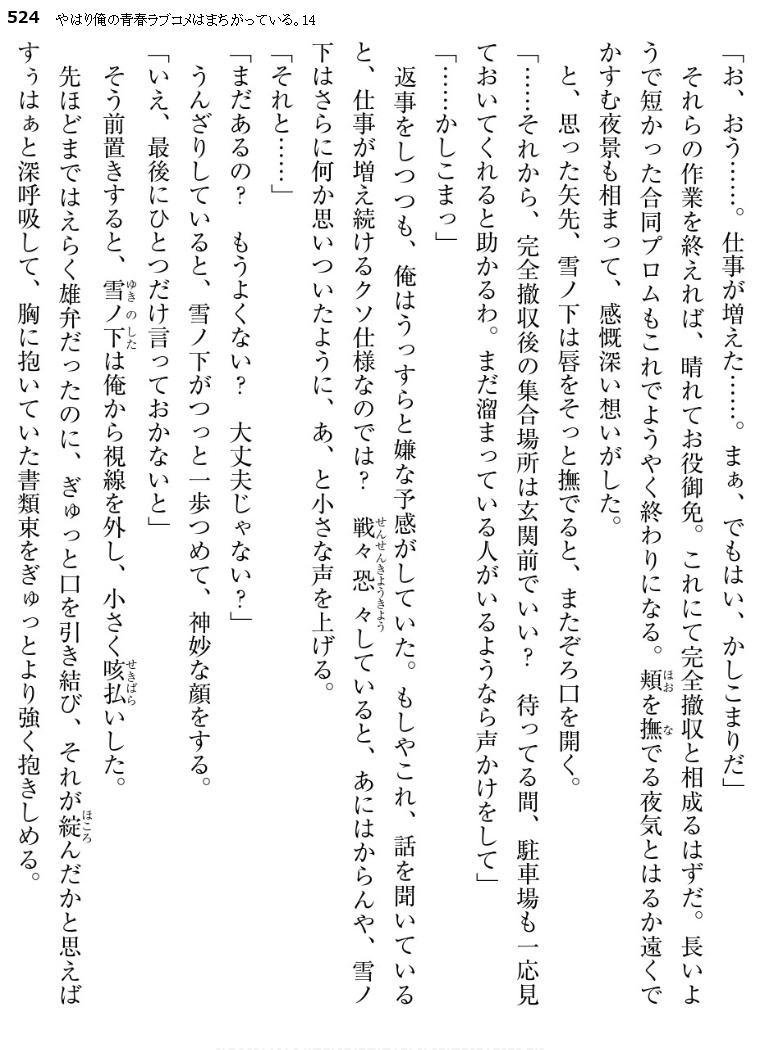 524 やはり俺の青春ラブコメはまちがっている。14
「お、おう……。仕事が増えた……。まぁ、でもはい、かしこまりだ」
　それらの作業を終えれば、晴れてお役御免。これにて完全撤収と相成るはずだ。長いよ
うで短かった合同プロムもこれでようやく終わりになる。頬を撫でる夜気とはるか遠くで
かすむ夜景も相まって、感慨深い想いがした。
　と、思った矢先、雪ノ下は唇をそっと撫でると、またぞろ口を開く。
「……それから、完全撤収後の集合場所は玄関前でいい？　待ってる間、駐車場も一応見
ておいてくれると助かるわ。まだ溜まっている人がいるようなら声かけをして」
「……かしこまっ」
　返事をしつつも、俺はうっすらと嫌な予感がしていた。もしやこれ、話を聞いている
と、仕事が増え続けるクソ仕様なのでは？　戦々恐々としていると、あにはからんや、雪ノ
下はさらに何か思いついたように、あ、と小さな声を上げる。
「それと……」
「まだあるの？　もうよくない？　大丈夫じゃない？」
　うんざりしていると、雪ノ下がつっと一歩つめて、神妙な顔をする。
「いえ、最後にひとつだけ言っておかないと」
　そう前置きすると、雪ノ下は俺から視線を外し、小さく咳払いした。
　先ほどまではえらく雄弁だったのに、ぎゅっと口を引き結び、それが綻んだかと思えば
すぅはぁと深呼吸して、胸に抱いていた書類束をぎゅっとより強く抱きしめる。